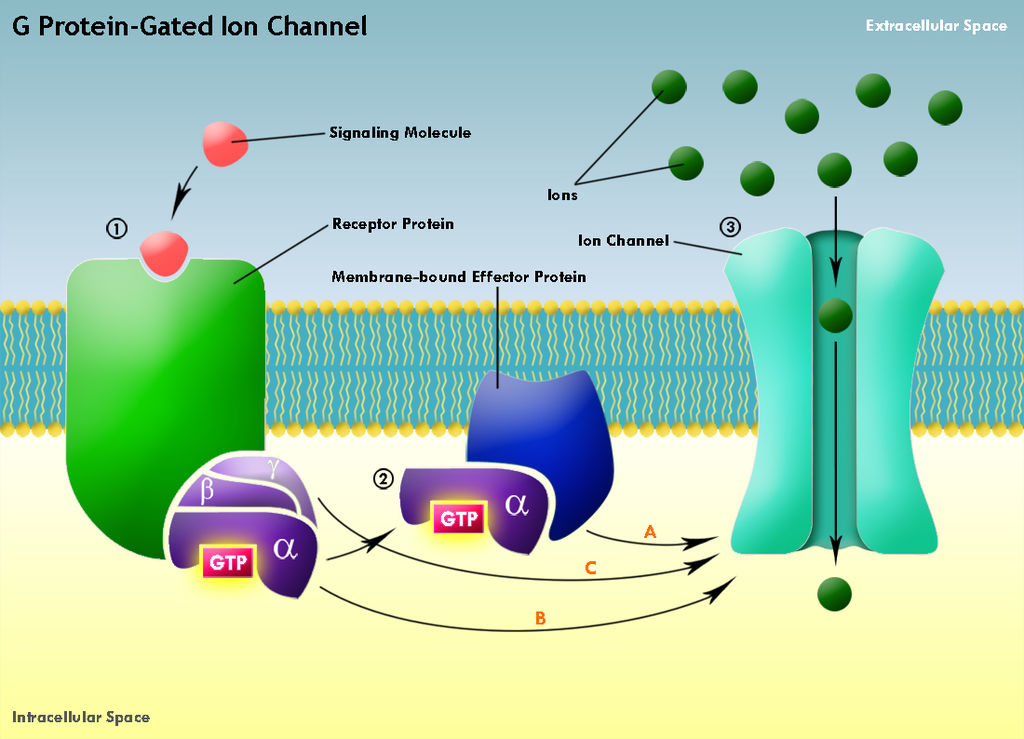 G Protein-Gated Ion Channel
Extracellular Space
Signaling Molecule
Ions
①
Receptor Protein
③
Ion Channel
Membrane-bound Effector Protein
γ
β
②
α
GTP
α
GTP
A
C
B
Intracellular Space